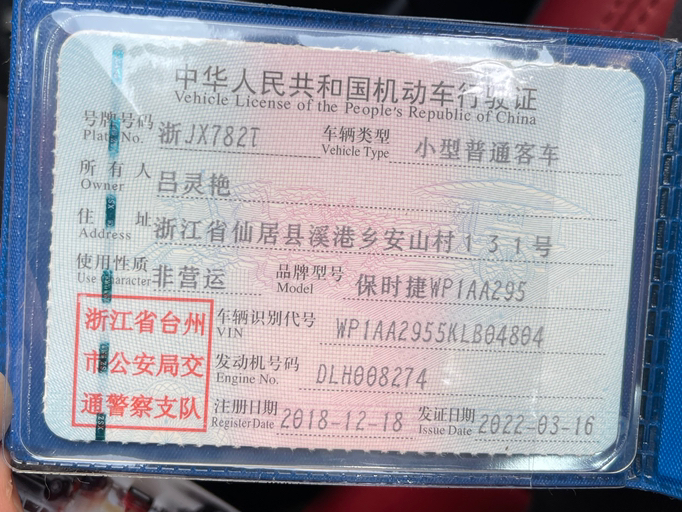 中华人民共和国机动车行驶证
Vehicle License of the People's Republic of China
号牌号码 浙JX782T 车辆类型 小型普通客车
Plate No. Vehicle Type
所有人 吕灵艳
Owner
住址 浙江省仙居县溪港乡安山村131号
Address
使用性质 非营运 品牌型号 保时捷WP1AA295
Use Character Model
浙江省台州
市公安局交
通警察支队
车辆识别代号 WP1AA2955KLB04804
VIN
发动机号码 DLH008274
Engine No.
注册日期 2018-12-18 发证日期 2022-03-16
Register Date Issue Date